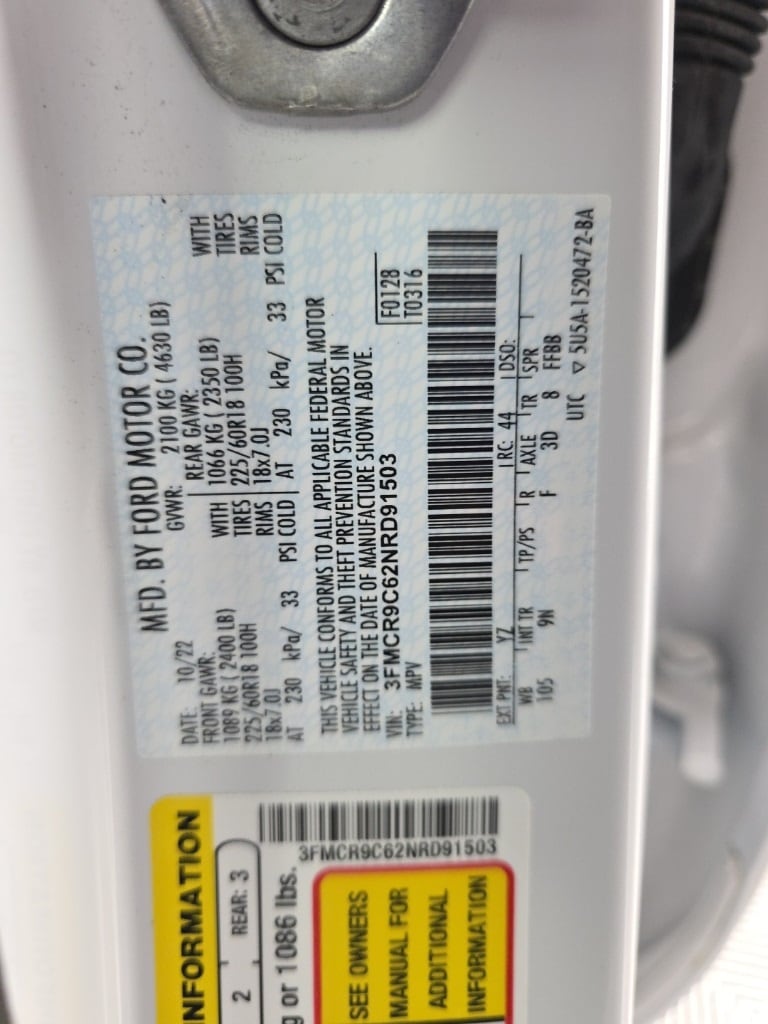 MFD. BY FORD MOTOR CO.
DATE: 10/22 GVWR: 2100 KG ( 4630 LB)
FRONT GAWR: REAR GAWR:
1089 KG ( 2400 LB) WITH 1066 KG ( 2350 LB) WITH
225/60R18 100H TIRES 225/60R18 100H TIRES
18x7.0J RIMS 18x7.0J RIMS
AT 230 kPa/ 33 PSI COLD AT 230 kPa/ 33 PSI COLD
THIS VEHICLE CONFORMS TO ALL APPLICABLE FEDERAL MOTOR
VEHICLE SAFETY AND THEFT PREVENTION STANDARDS IN
EFFECT ON THE DATE OF MANUFACTURE SHOWN ABOVE.
VIN: 3FMCR9C62NRD91503 F0128
TYPE: MPV T0316
EXT PNT: YZ RC: 44 DSO:
WB INT TR TP/PS R AXLE TR SPR
105 9N F 3D 8 FFBB
UTC ▽ 5U5A-1520472-BA
NFORMATION
2 REAR: 3
g or 1086 lbs.
3FMCR9C62NRD91503
SEE OWNERS
MANUAL FOR
ADDITIONAL
INFORMATION